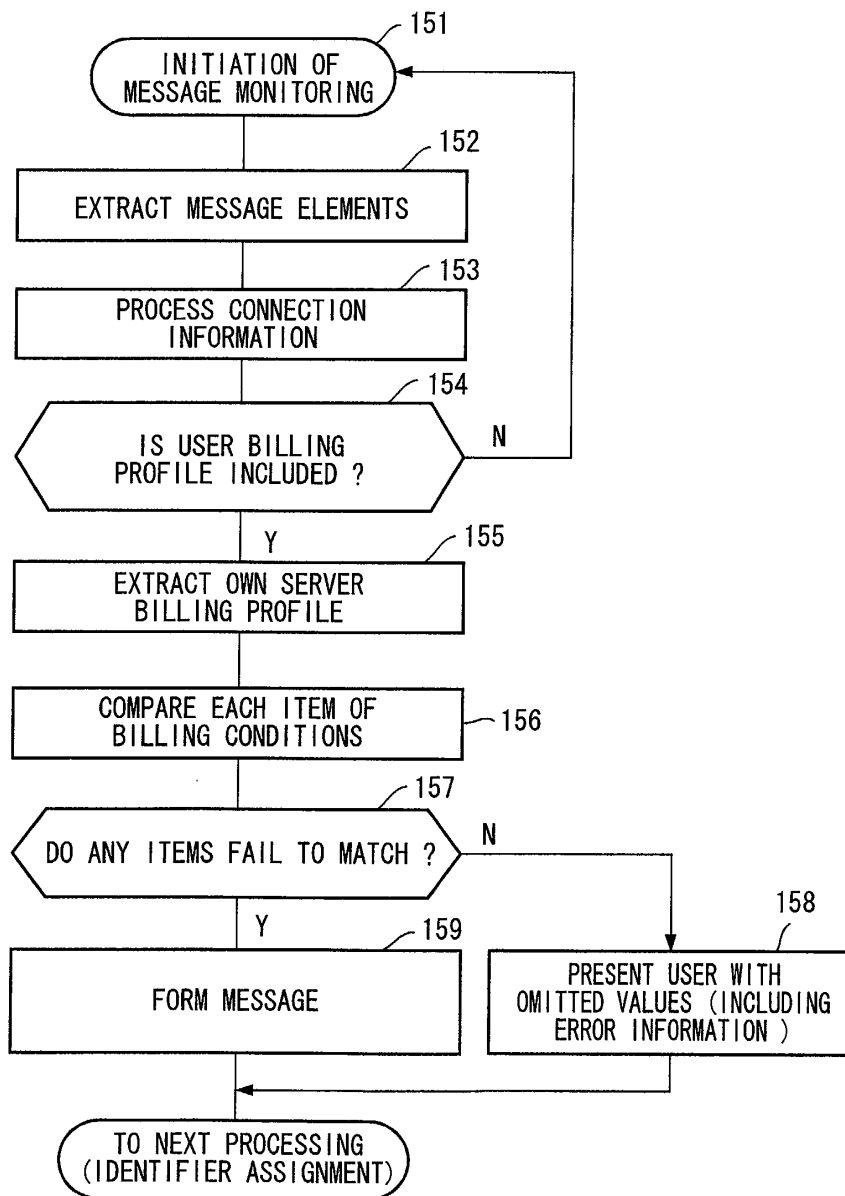 151
INITIATION OF
MESSAGE MONITORING
152
EXTRACT MESSAGE ELEMENTS
153
PROCESS CONNECTION
INFORMATION
154
IS USER BILLING
PROFILE INCLUDED ?
N
Y
155
EXTRACT OWN SERVER
BILLING PROFILE
COMPARE EACH ITEM OF
BILLING CONDITIONS
156
157
DO ANY ITEMS FAIL TO MATCH ?
N
Y
159
FORM MESSAGE
158
PRESENT USER WITH
OMITTED VALUES (INCLUDING
ERROR INFORMATION )
TO NEXT PROCESSING
(IDENTIFIER ASSIGNMENT)